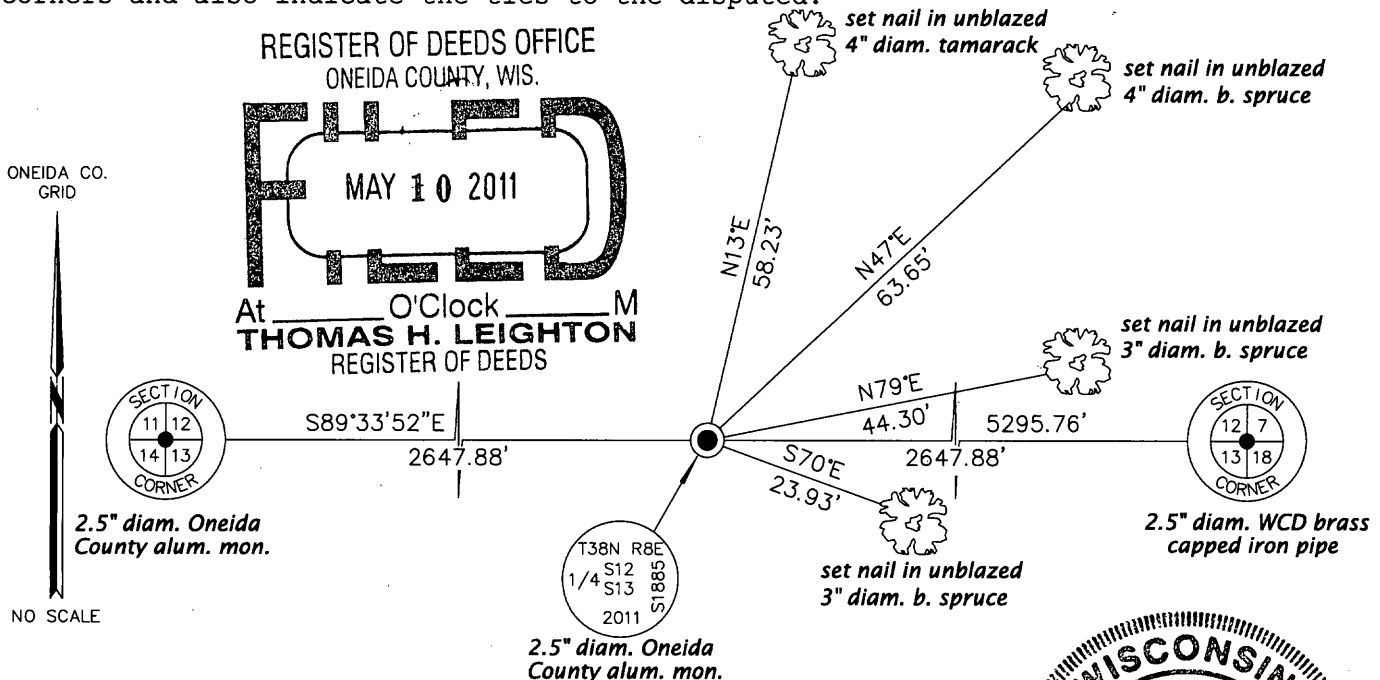 corners and also indicate the ties to the disputed.
REGISTER OF DEEDS OFFICE
ONEIDA COUNTY, WIS.
FILED
MAY 10 2011
At ______ O'Clock ______ M
THOMAS H. LEIGHTON
REGISTER OF DEEDS
set nail in unblazed
4" diam. tamarack
set nail in unblazed
4" diam. b. spruce
ONEIDA CO.
GRID
N
NO SCALE
N13°E
58.23'
N47°E
63.65'
set nail in unblazed
3" diam. b. spruce
N79°E
44.30'
SECTION
11 12
14 13
CORNER
S89°33'52"E
2647.88'
2647.88'
5295.76'
SECTION
12 7
13 18
CORNER
S70°E
23.93'
2.5" diam. Oneida
County alum. mon.
2.5" diam. WCD brass
capped iron pipe
set nail in unblazed
3" diam. b. spruce
T38N R8E
1/4 S12
S13
S1885
2011
2.5" diam. Oneida
County alum. mon.
WISCONSIN